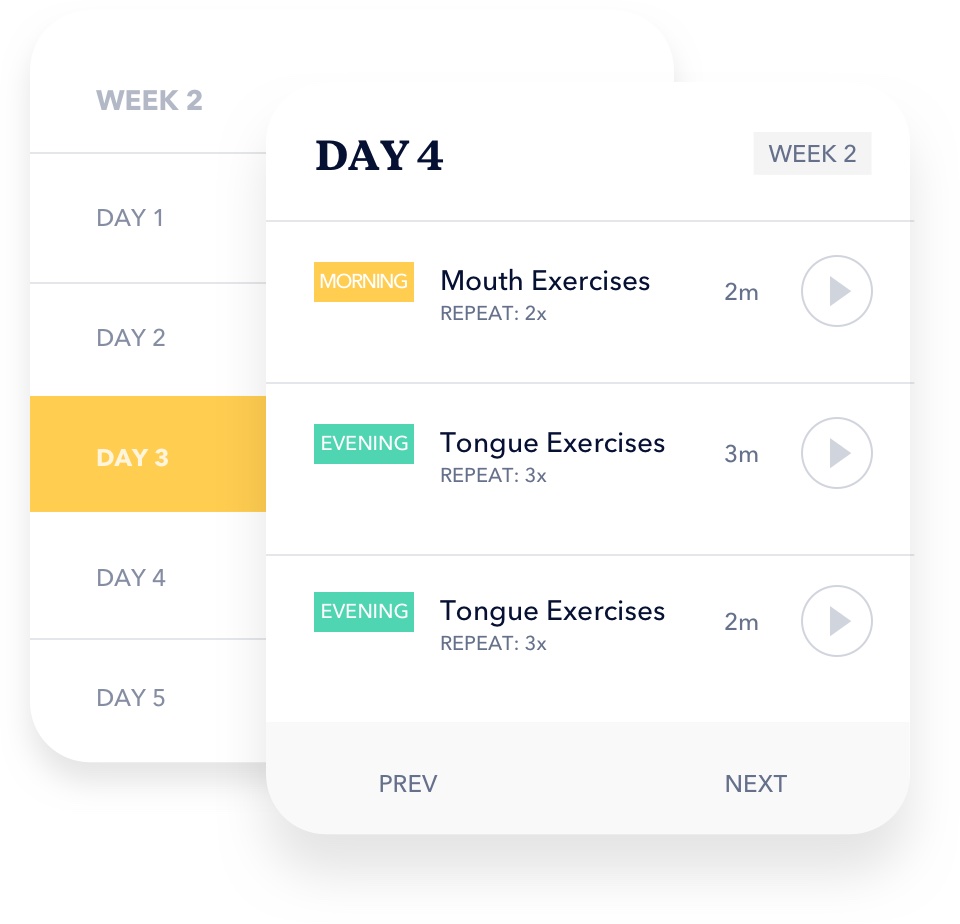 WEEK 2
DAY 1
DAY 2
DAY 3
DAY 4
DAY 5
DAY 4
WEEK 2
MORNING
Mouth Exercises
REPEAT: 2x
2m
EVENING
Tongue Exercises
REPEAT: 3x
3m
EVENING
Tongue Exercises
REPEAT: 3x
2m
PREV
NEXT